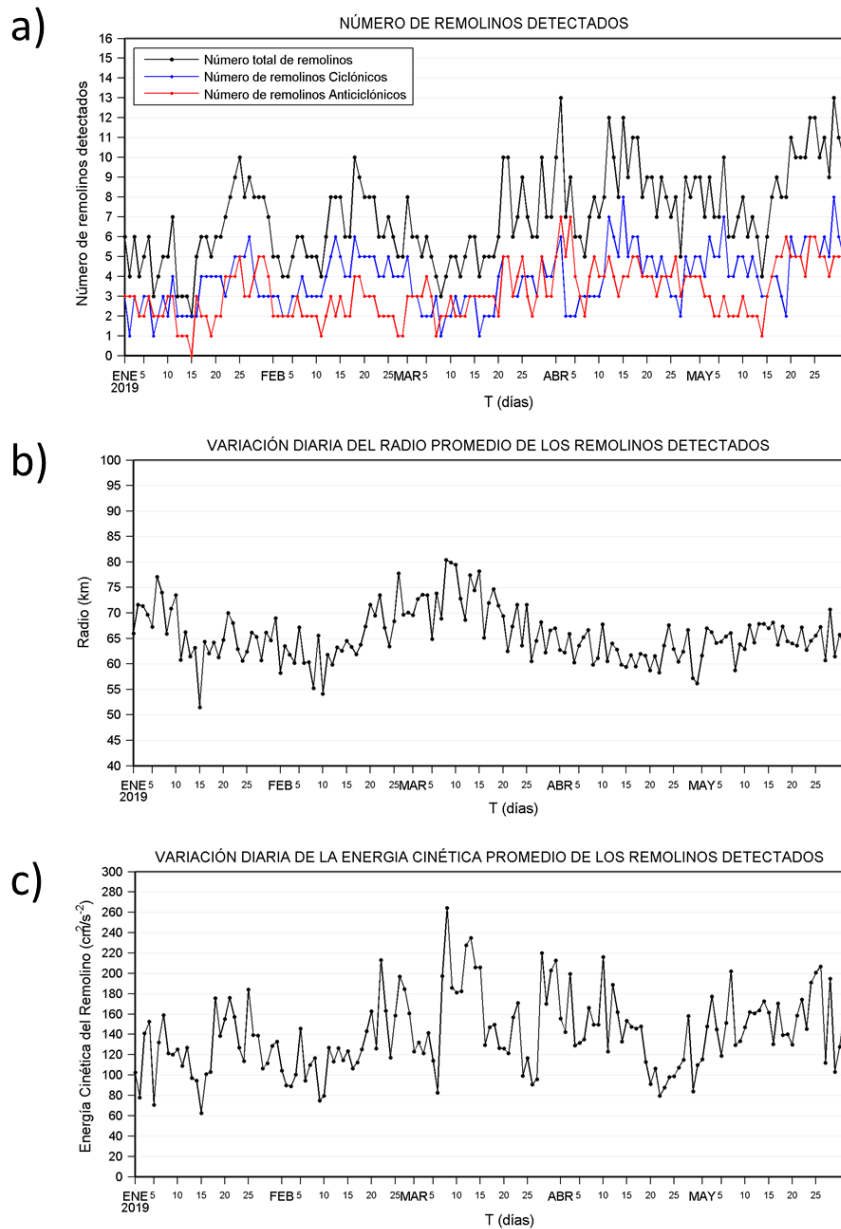 a)
NÚMERO DE REMOLINOS DETECTADOS
Número de remolinos detectados
16
15
14
13
12
11
10
9
8
7
6
5
4
3
2
1
0
Número total de remolinos
Número de remolinos Ciclónicos
Número de remolinos Anticiclónicos
ENE 5 10 15 20 25 FEB 5 10 15 20 25 MAR 5 10 15 20 25 ABR 5 10 15 20 25 MAY 5 10 15 20 25
2019
T (días)
b)
VARIACIÓN DIARIA DEL RADIO PROMEDIO DE LOS REMOLINOS DETECTADOS
Radio (km)
100
95
90
85
80
75
70
65
60
55
50
45
40
ENE 5 10 15 20 25 FEB 5 10 15 20 25 MAR 5 10 15 20 25 ABR 5 10 15 20 25 MAY 5 10 15 20 25
2019
T (días)
c)
VARIACIÓN DIARIA DE LA ENERGIA CINÉTICA PROMEDIO DE LOS REMOLINOS DETECTADOS
Energía Cinética del Remolino (cm²/s⁻²)
300
280
260
240
220
200
180
160
140
120
100
80
60
40
20
0
ENE 5 10 15 20 25 FEB 5 10 15 20 25 MAR 5 10 15 20 25 ABR 5 10 15 20 25 MAY 5 10 15 20 25
2019
T (días)